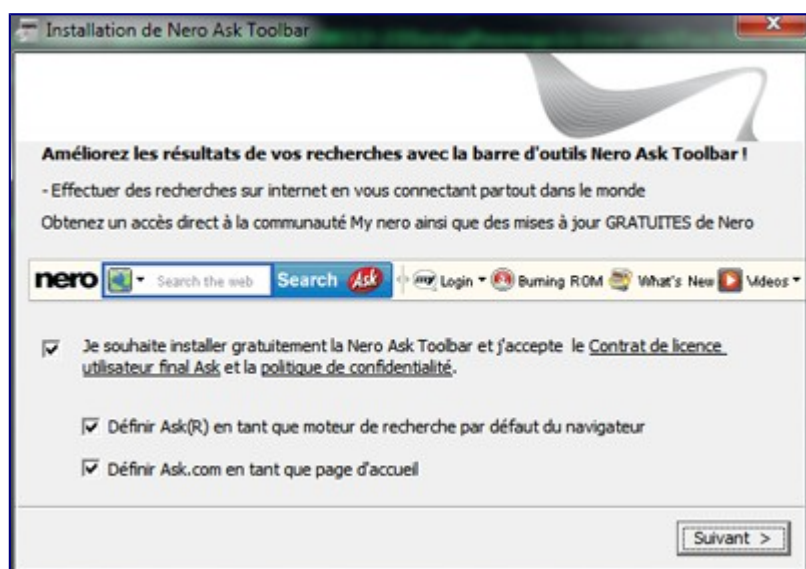 Installation de Nero Ask Toolbar
Améliorez les résultats de vos recherches avec la barre d'outils Nero Ask Toolbar !
- Effectuer des recherches sur internet en vous connectant partout dans le monde
Obtenez un accès direct à la communauté My nero ainsi que des mises à jour GRATUITES de Nero
nero Search the web Search Ask my Login Burning ROM What's New Videos
Je souhaite installer gratuitement la Nero Ask Toolbar et j'accepte le Contrat de licence
utilisateur final Ask et la politique de confidentialité.
Définir Ask(R) en tant que moteur de recherche par défaut du navigateur
Définir Ask.com en tant que page d'accueil
Suivant >